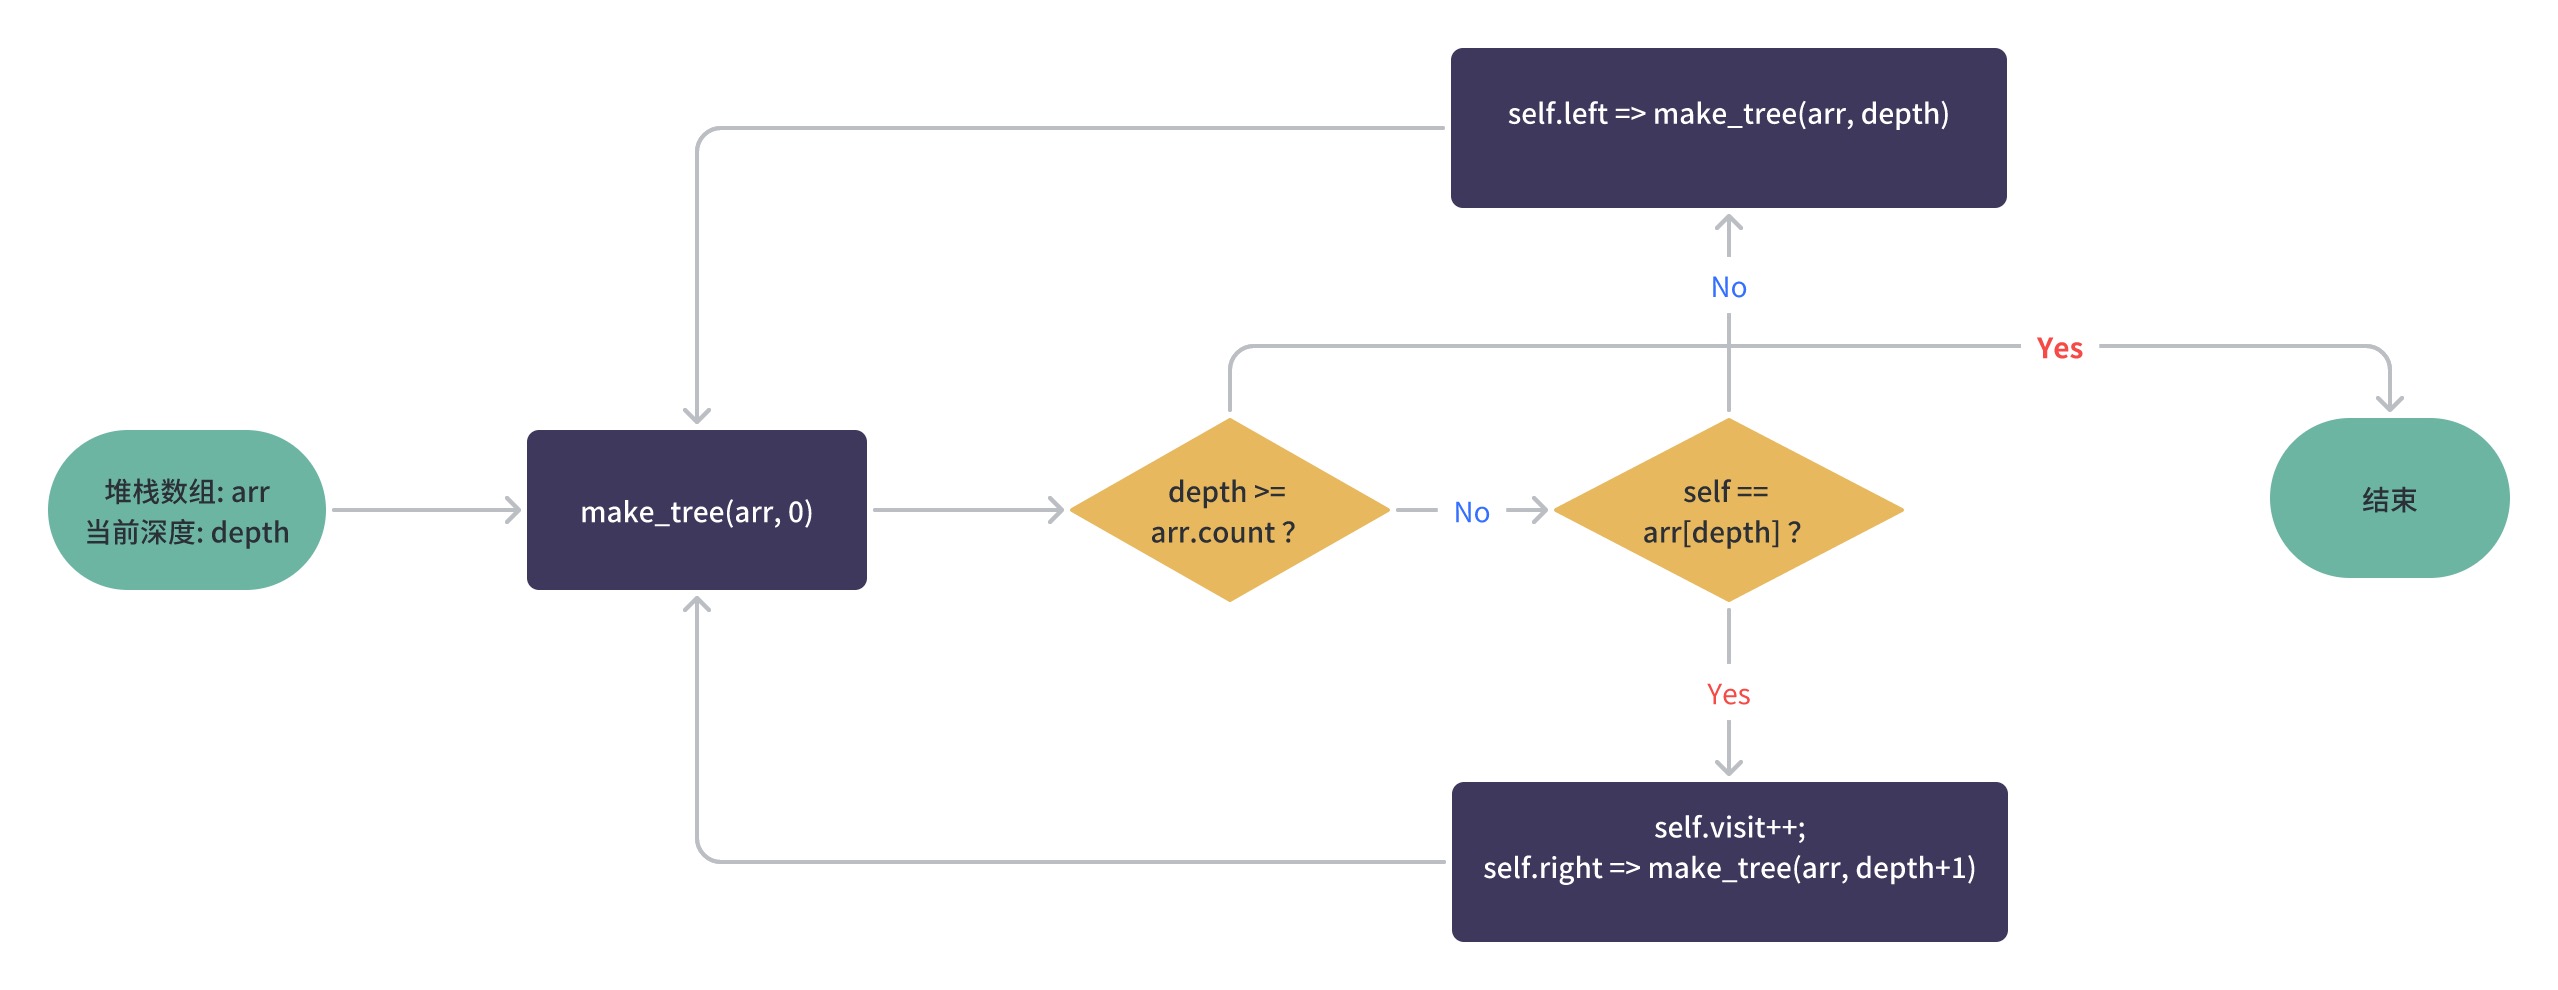 self.left => make_tree(arr, depth)
No
Yes
堆栈数组: arr
当前深度: depth
make_tree(arr, 0)
depth >=
arr.count ?
No
self ==
arr[depth] ?
结束
Yes
self.visit++;
self.right => make_tree(arr, depth+1)